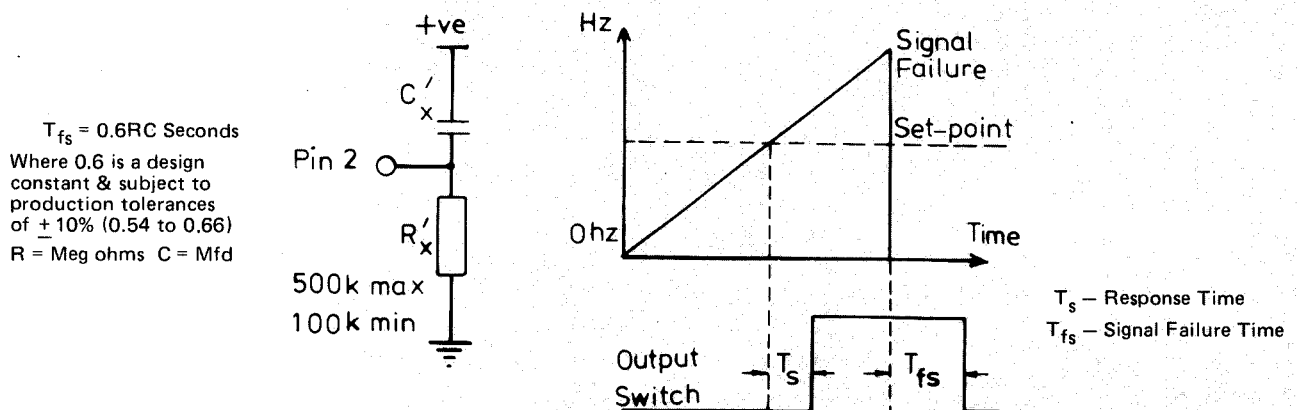 T_fs = 0.6RC Seconds
Where 0.6 is a design
constant & subject to
production tolerances
of ±10% (0.54 to 0.66)
R = Meg ohms C = Mfd
+ve
C'x
Pin 2
R'x
500k max
100k min
Hz
Signal
Failure
Set-point
0hz
Time
T_s – Response Time
T_fs – Signal Failure Time
Output
Switch
T_s
T_fs